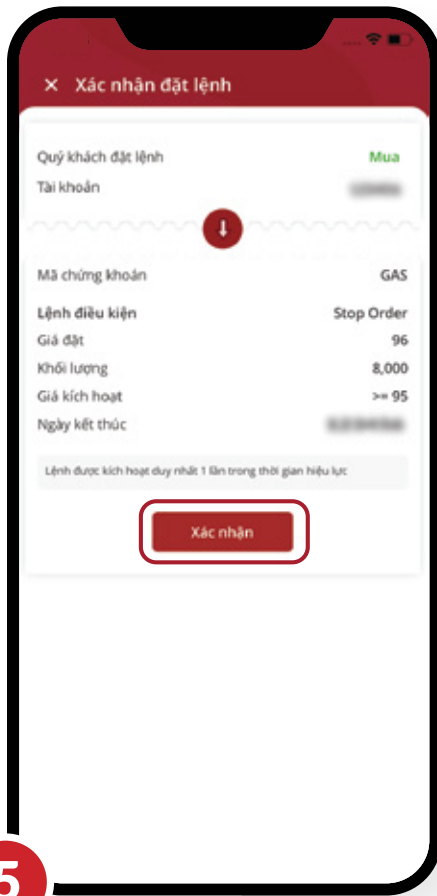 × Xác nhận đặt lệnh
Quý khách đặt lệnh Mua
Tài khoản
Mã chứng khoán GAS
Lệnh điều kiện Stop Order
Giá đặt 96
Khối lượng 8,000
Giá kích hoạt >= 95
Ngày kết thúc
Lệnh được kích hoạt duy nhất 1 lần trong thời gian hiệu lực
Xác nhận
5